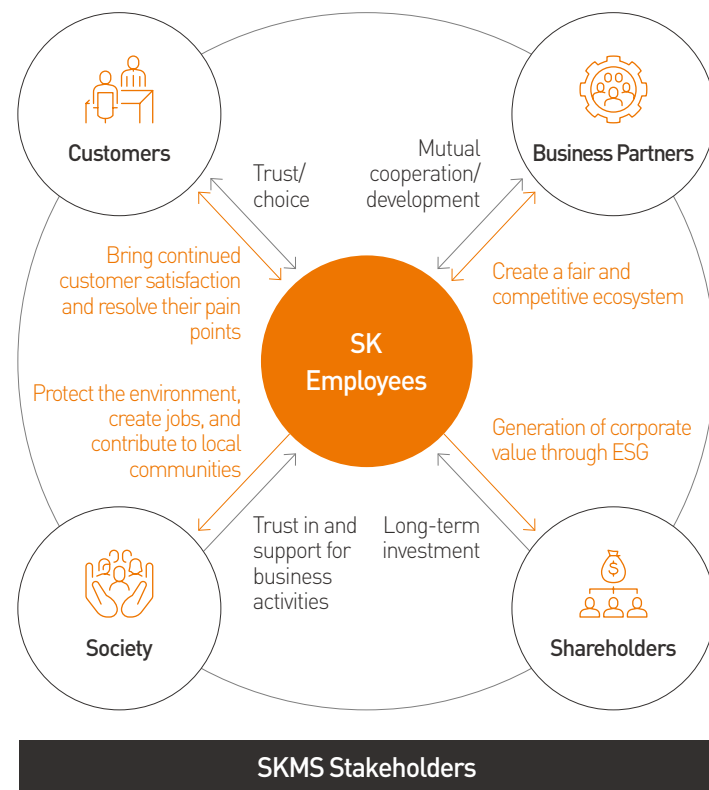 Customers
Business Partners
Trust/
choice
Mutual
cooperation/
development
Bring continued
customer satisfaction
and resolve their pain
points
Create a fair and
competitive ecosystem
SK
Employees
Protect the environment,
create jobs, and
contribute to local
communities
Generation of corporate
value through ESG
Trust in and
support for
business
activities
Long-term
investment
$
Society
Shareholders
SKMS Stakeholders